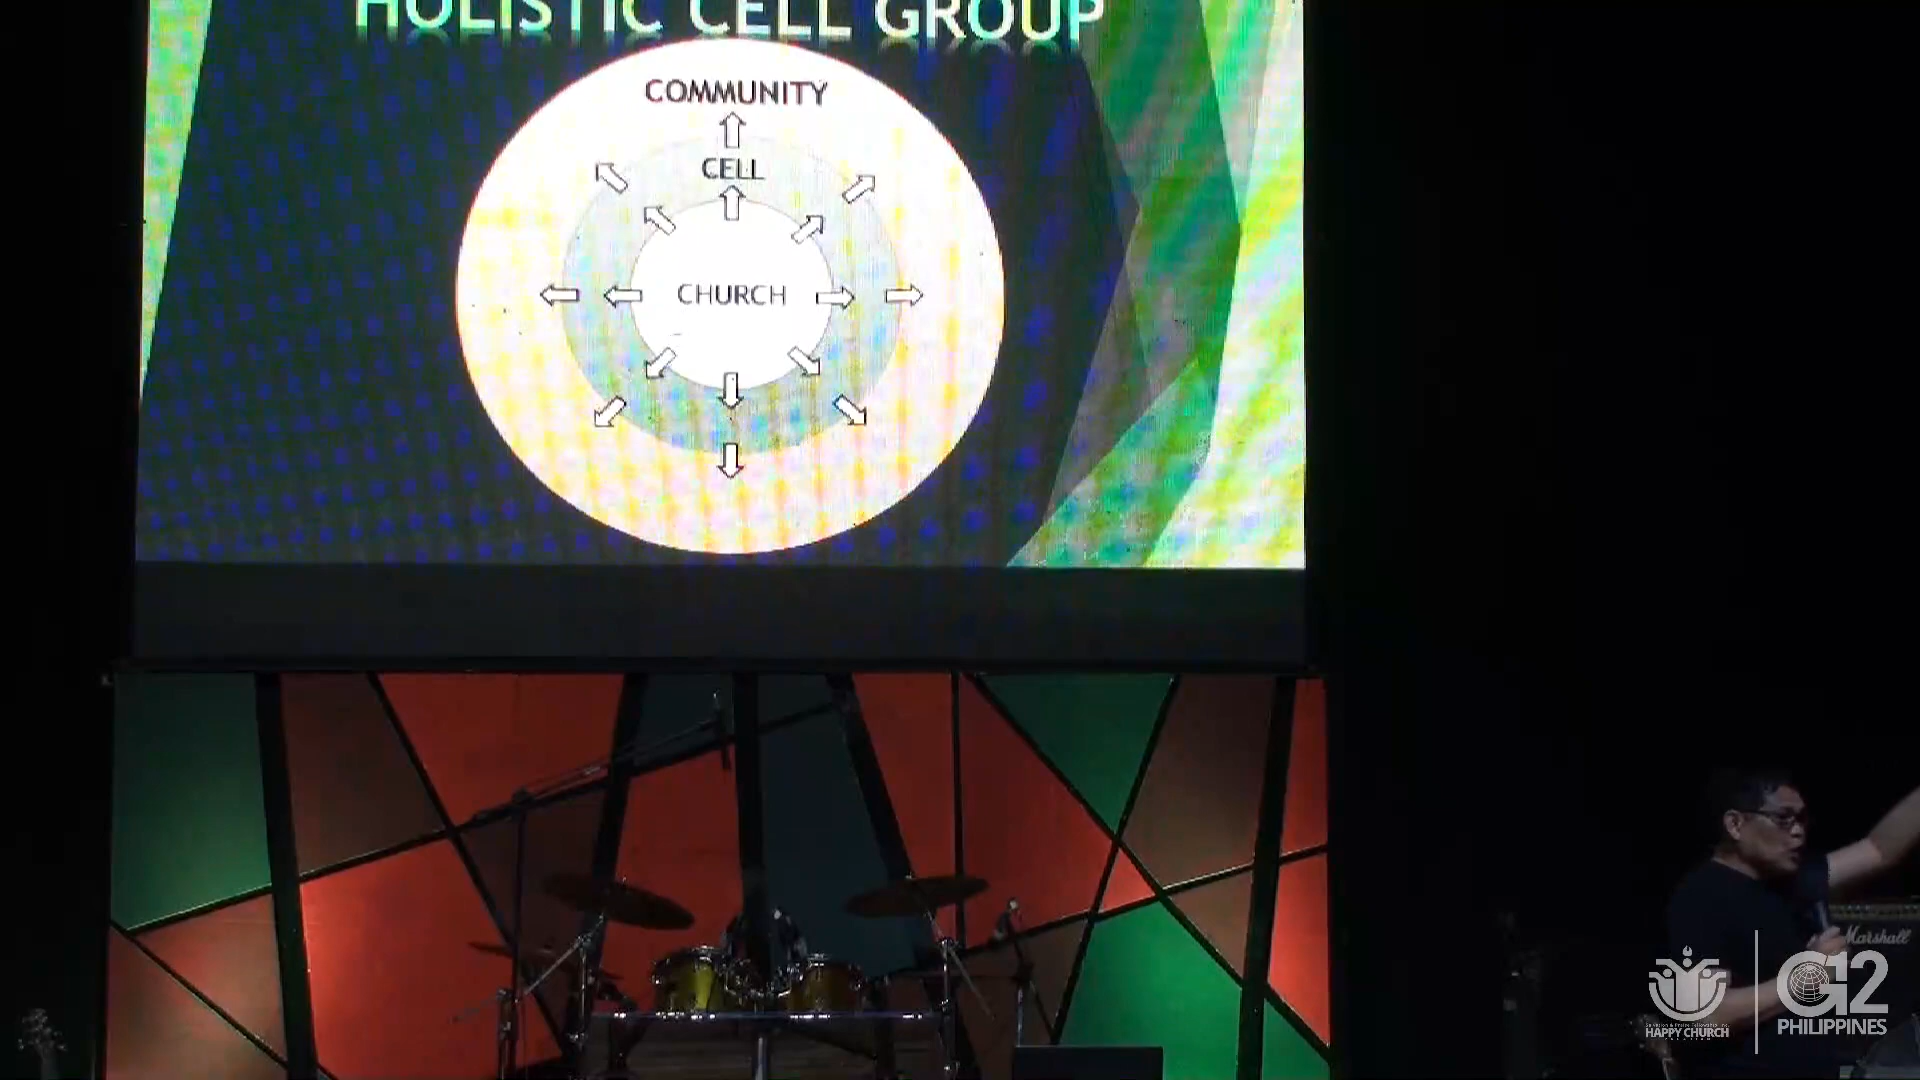 HOLISTIC CELL GROUP
COMMUNITY
CELL
CHURCH
Marshall
G12
HAPPY CHURCH
PHILIPPINES